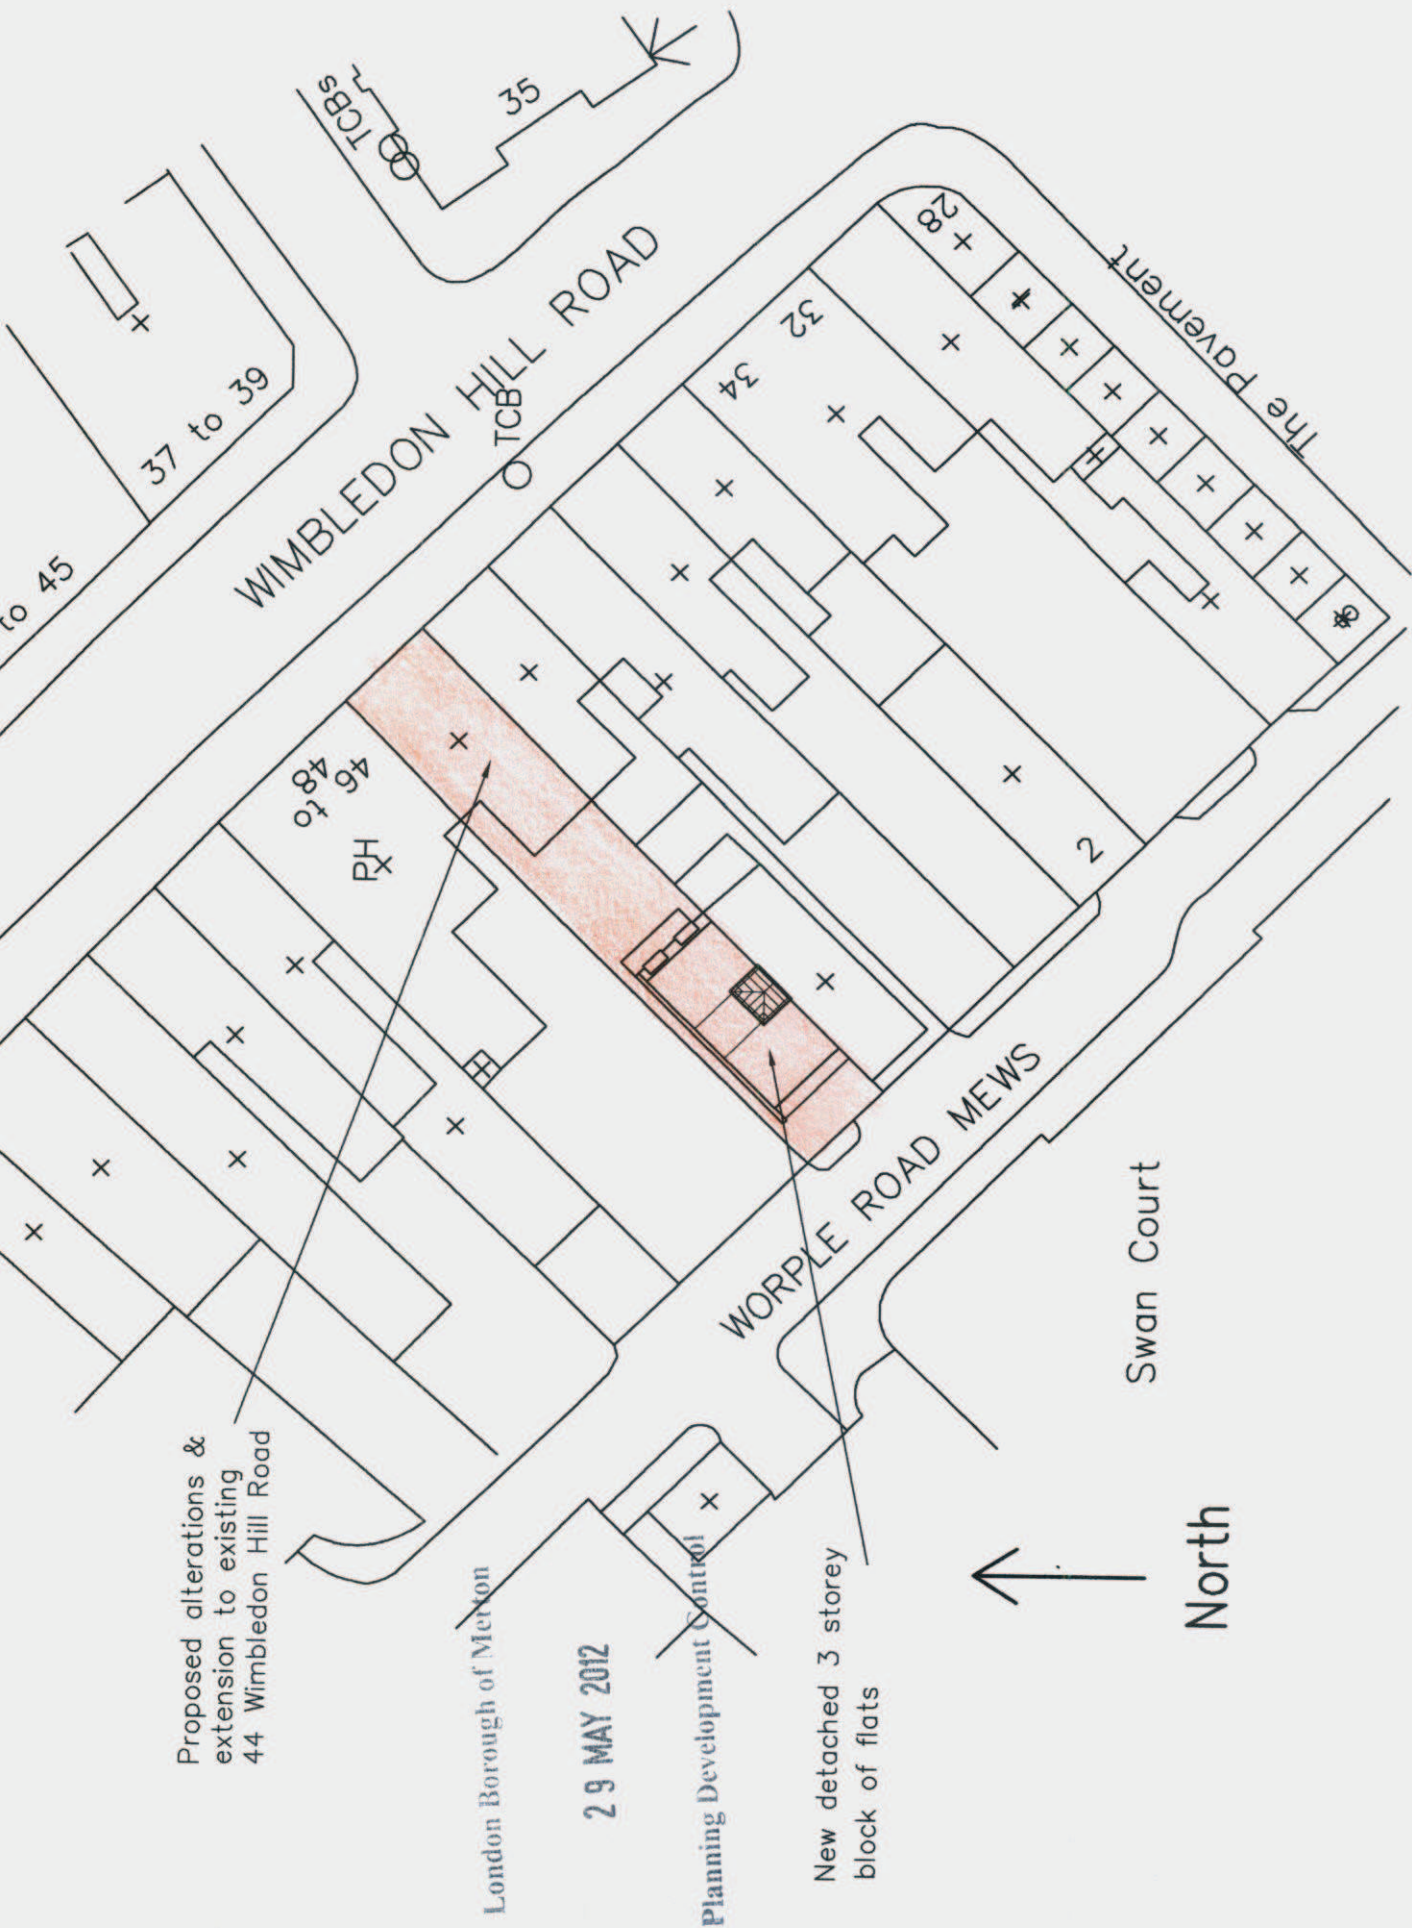 Proposed alterations &
extension to existing
44 Wimbledon Hill Road
London Borough of Merton
29 MAY 2012
Planning Development Control
New detached 3 storey
block of flats
North
Swan Court
WORPLE ROAD MEWS
WIMBLEDON HILL ROAD
TCB
TCBs
35
37 to 39
to 45
46
to
48
PH
34
32
28
The Pavement
2